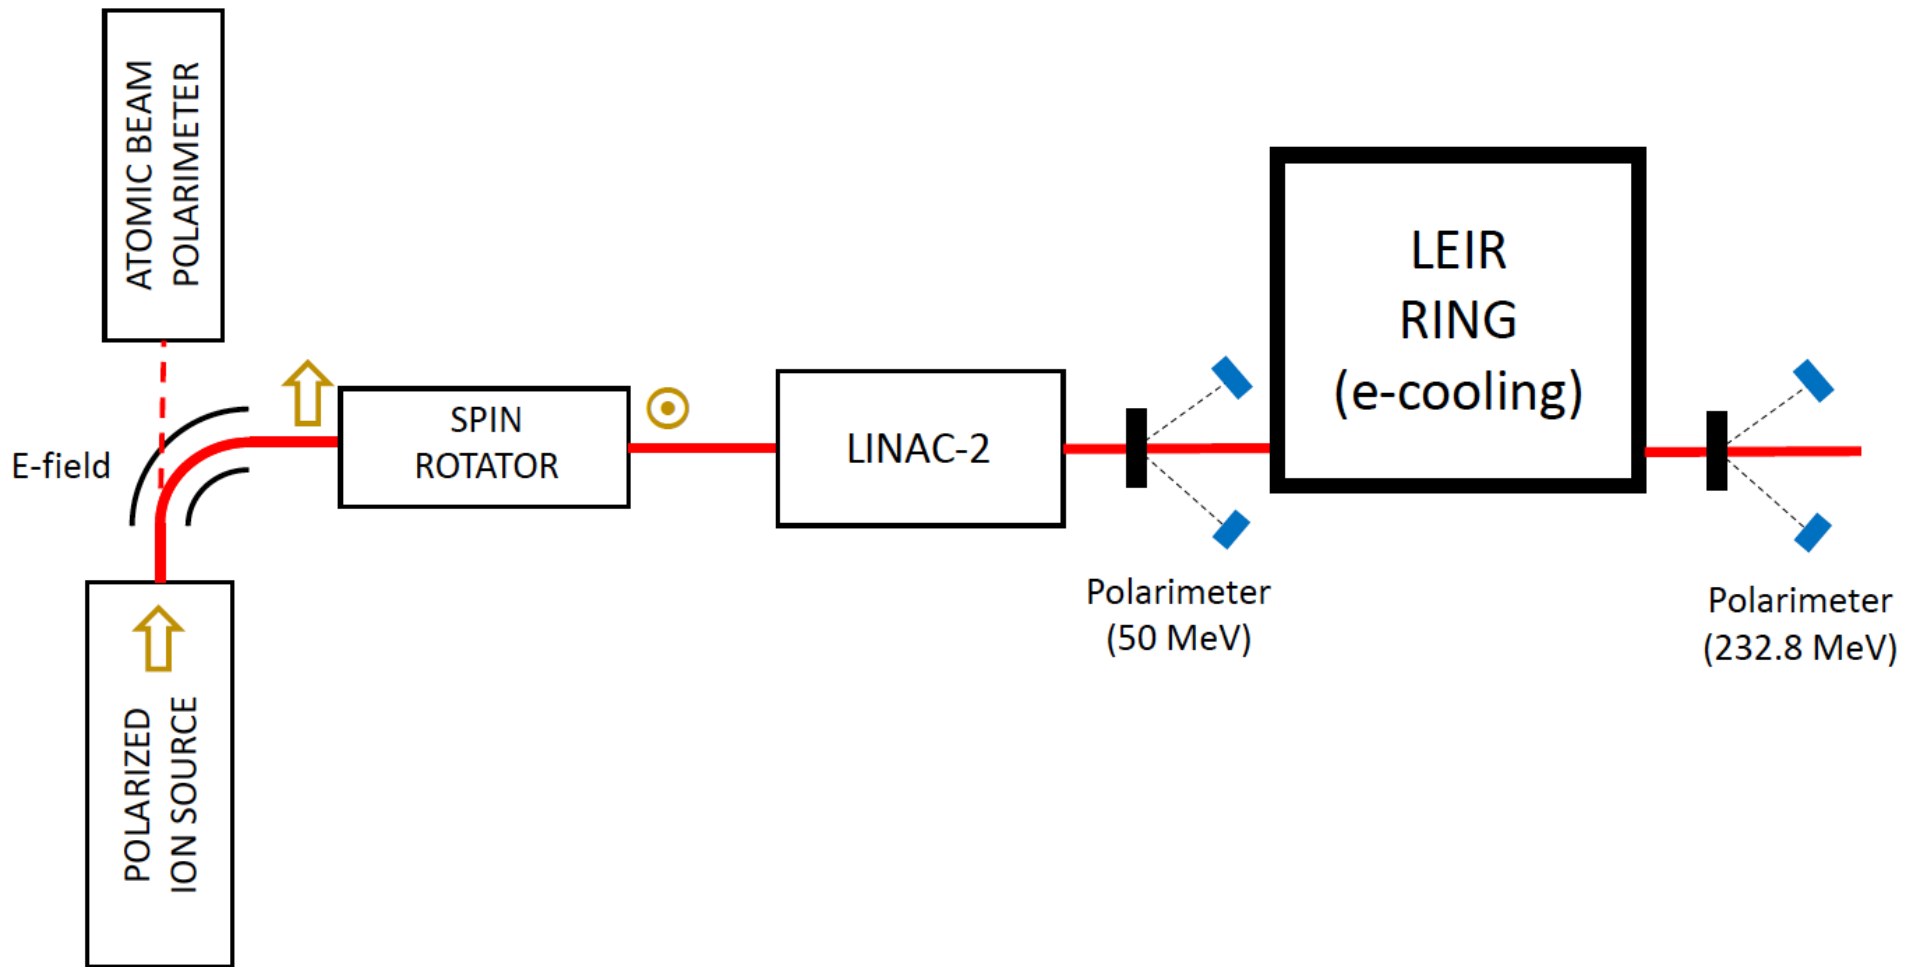 ATOMIC BEAM
POLARIMETER
E-field
SPIN
ROTATOR
LINAC-2
LEIR
RING
(e-cooling)
Polarimeter
(50 MeV)
Polarimeter
(232.8 MeV)
POLARIZED
ION SOURCE